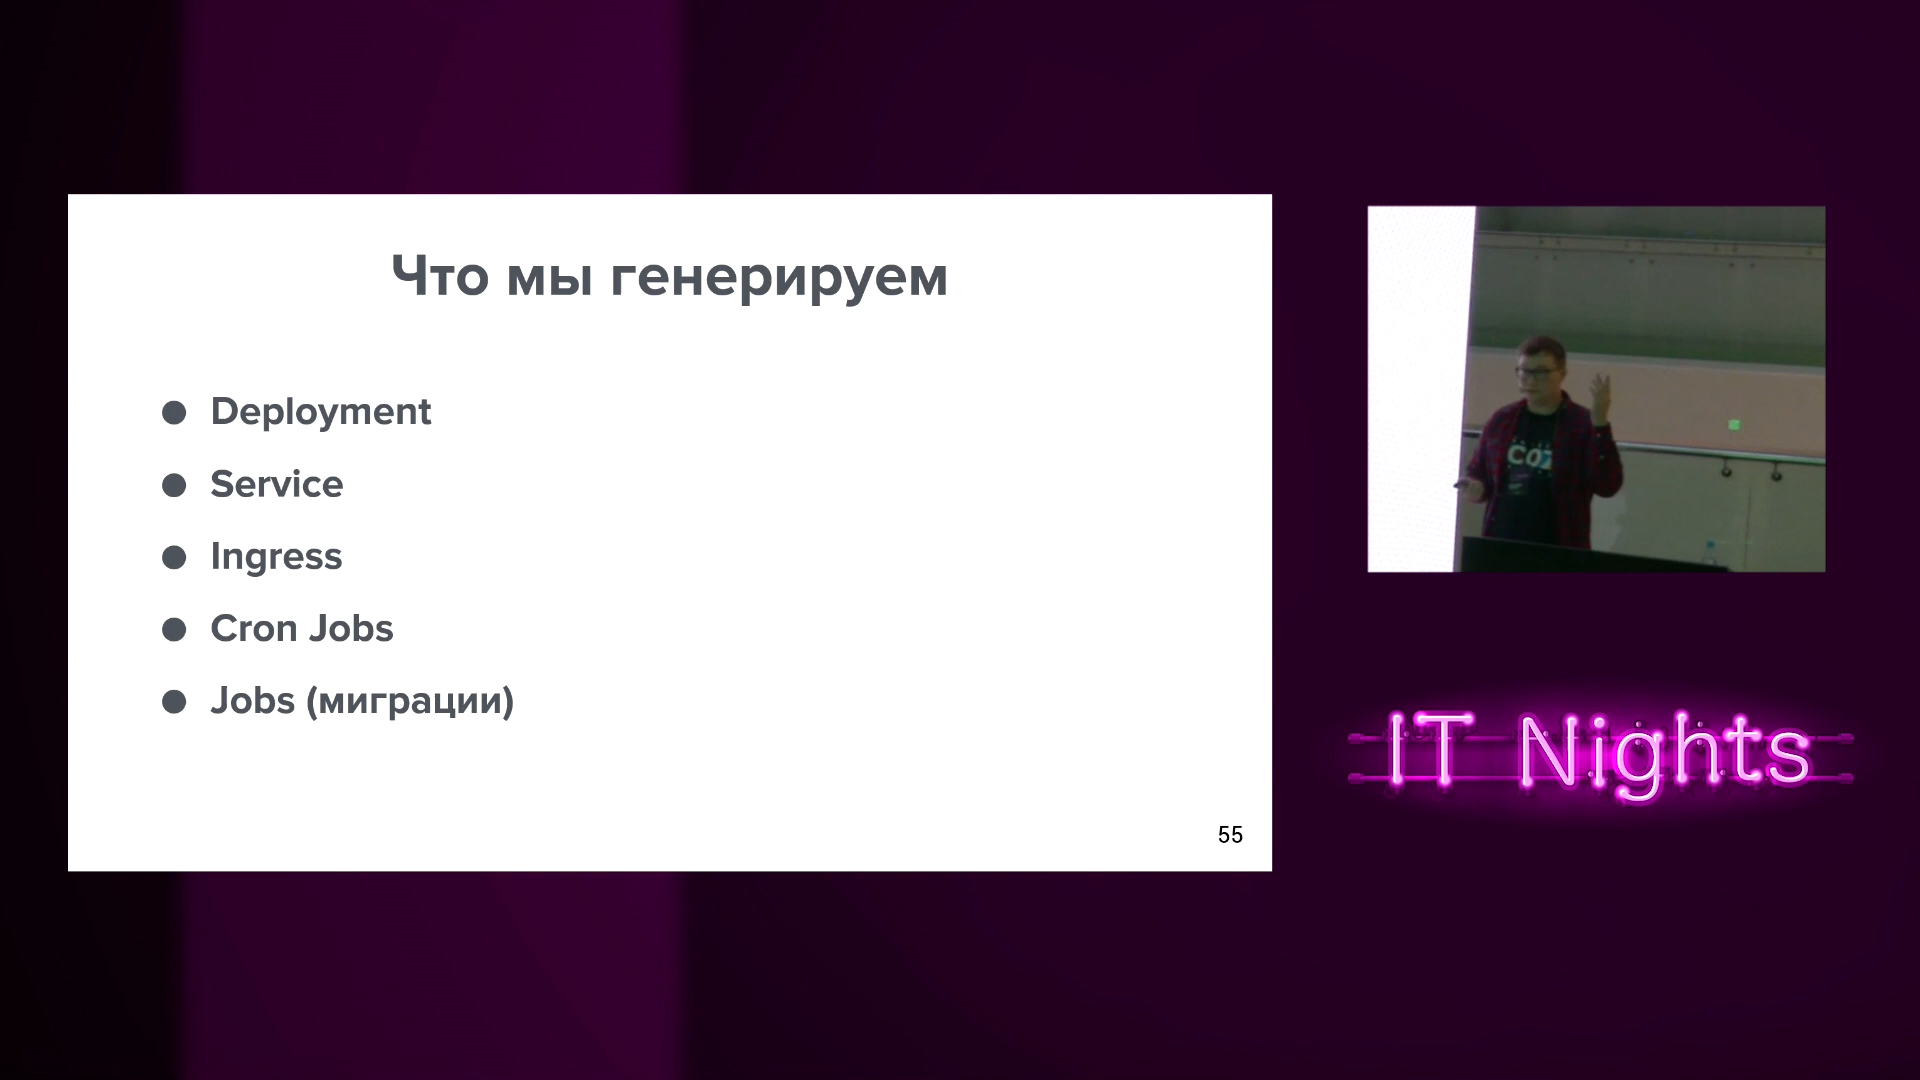 Что мы генерируем
Deployment
Service
Ingress
Cron Jobs
Jobs (миграции)
55
IT Nights